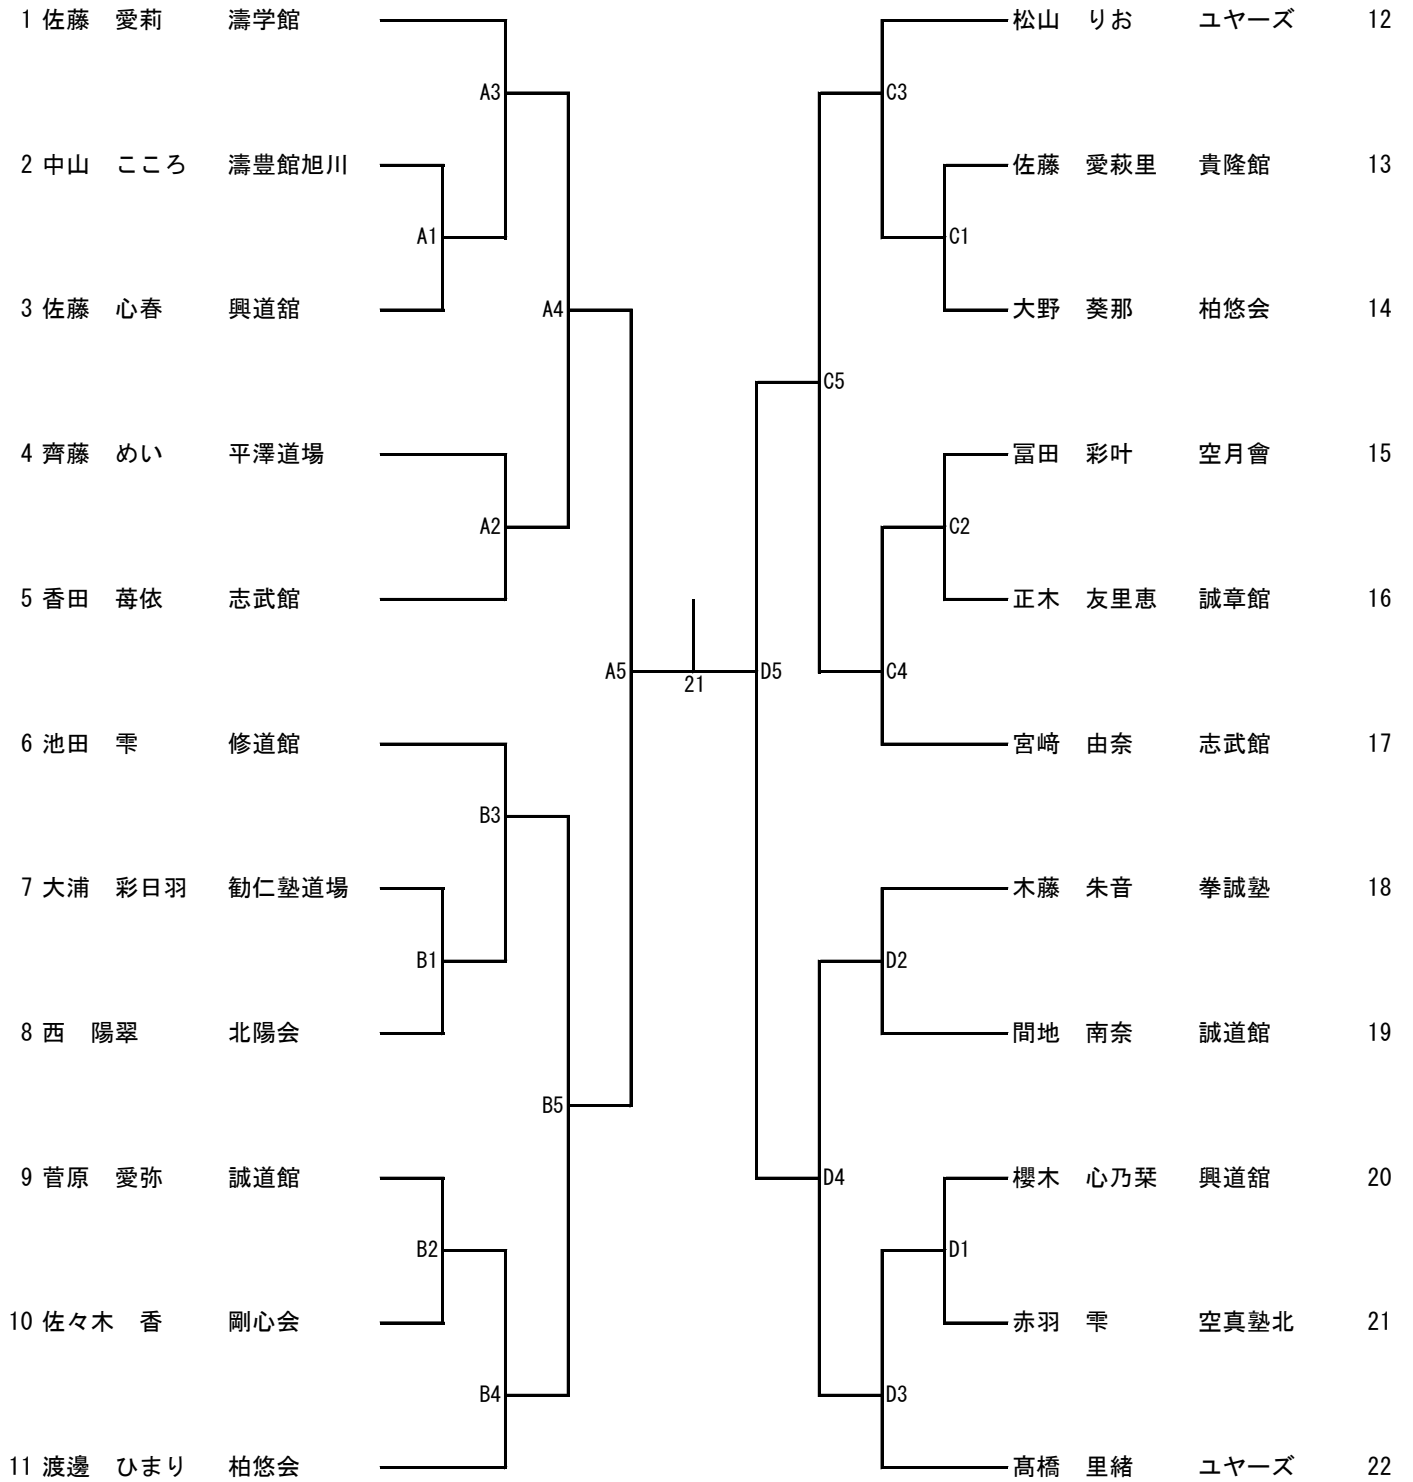 1 佐藤　愛莉　濤学館
A3
2 中山　こころ　濤豊館旭川
A1
3 佐藤　心春　興道舘
A4
4 齊藤　めい　平澤道場
A2
5 香田　苺依　志武館
A5
6 池田　雫　修道館
B3
7 大浦　彩日羽　勧仁塾道場
B1
8 西　陽翠　北陽会
B5
9 菅原　愛弥　誠道館
B2
10 佐々木　香　剛心会
B4
11 渡邊　ひまり　柏悠会
21
松山　りお　ユヤーズ　12
C3
佐藤　愛萩里　貴隆館　13
C1
大野　葵那　柏悠会　14
C5
冨田　彩叶　空月會　15
C2
正木　友里恵　誠章館　16
D5
C4
宮﨑　由奈　志武館　17
木藤　朱音　拳誠塾　18
D2
間地　南奈　誠道館　19
D4
櫻木　心乃栞　興道舘　20
D1
赤羽　雫　空真塾北　21
D3
髙橋　里緒　ユヤーズ　22